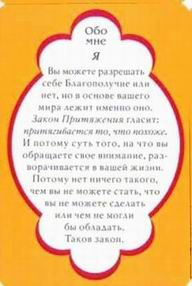 Обо
мне
Я
Вы можете разрешать
себе Благополучие или
нет, но в основе вашего
мира лежит именно оно.
Закон Притяжения гласит:
притягивается то, что похоже.
И потому суть того, на что вы
обращаете свое внимание, раз-
ворачивается в вашей жизни.
Потому нет ничего такого,
чем вы не можете стать, что
вы не можете сделать
или чем не могли
бы обладать.
Таков закон.